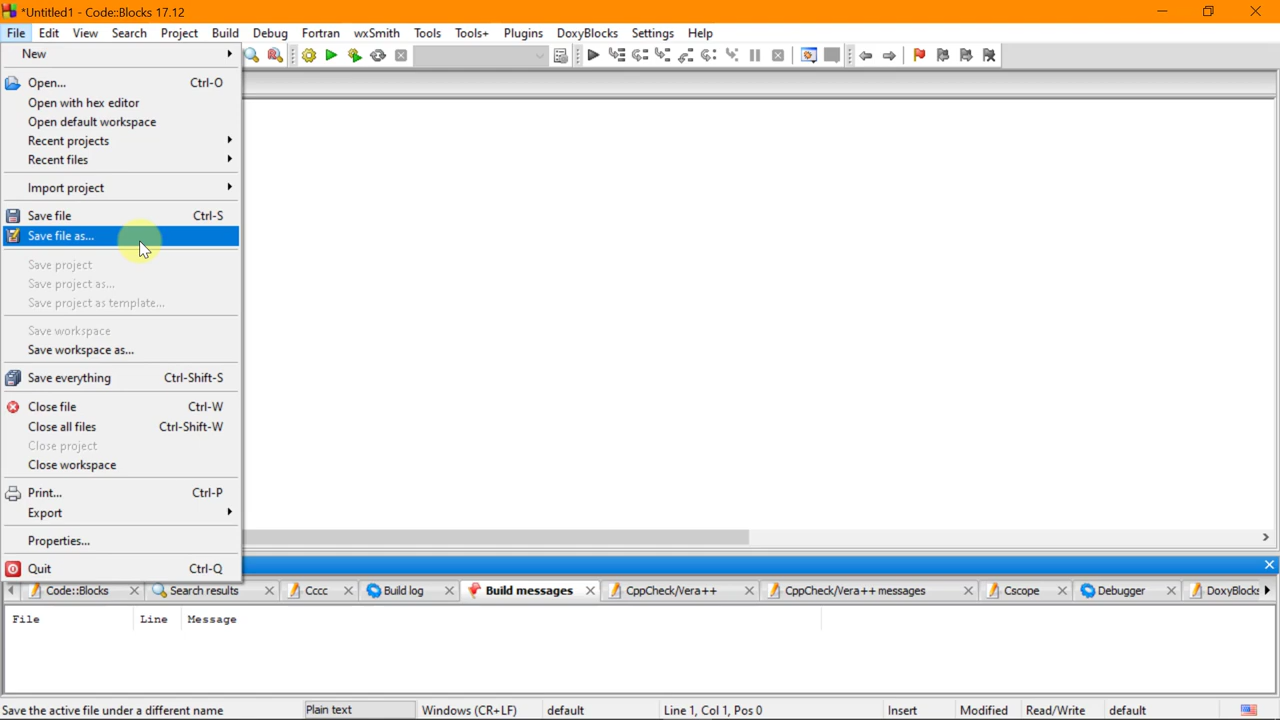 *Untitled1 - Code::Blocks 17.12
File Edit View Search Project Build Debug Fortran wxSmith Tools Tools+ Plugins DoxyBlocks Settings Help
New
Open... Ctrl-O
Open with hex editor
Open default workspace
Recent projects
Recent files
Import project
Save file Ctrl-S
Save file as...
Save project
Save project as...
Save project as template...
Save workspace
Save workspace as...
Save everything Ctrl-Shift-S
Close file Ctrl-W
Close all files Ctrl-Shift-W
Close project
Close workspace
Print... Ctrl-P
Export
Properties...
Quit Ctrl-Q
Code::Blocks Search results Cccc Build log Build messages CppCheck/Vera++ CppCheck/Vera++ messages Cscope Debugger DoxyBlocks
File Line Message
Save the active file under a different name Plain text Windows (CR+LF) default Line 1, Col 1, Pos 0 Insert Modified Read/Write default